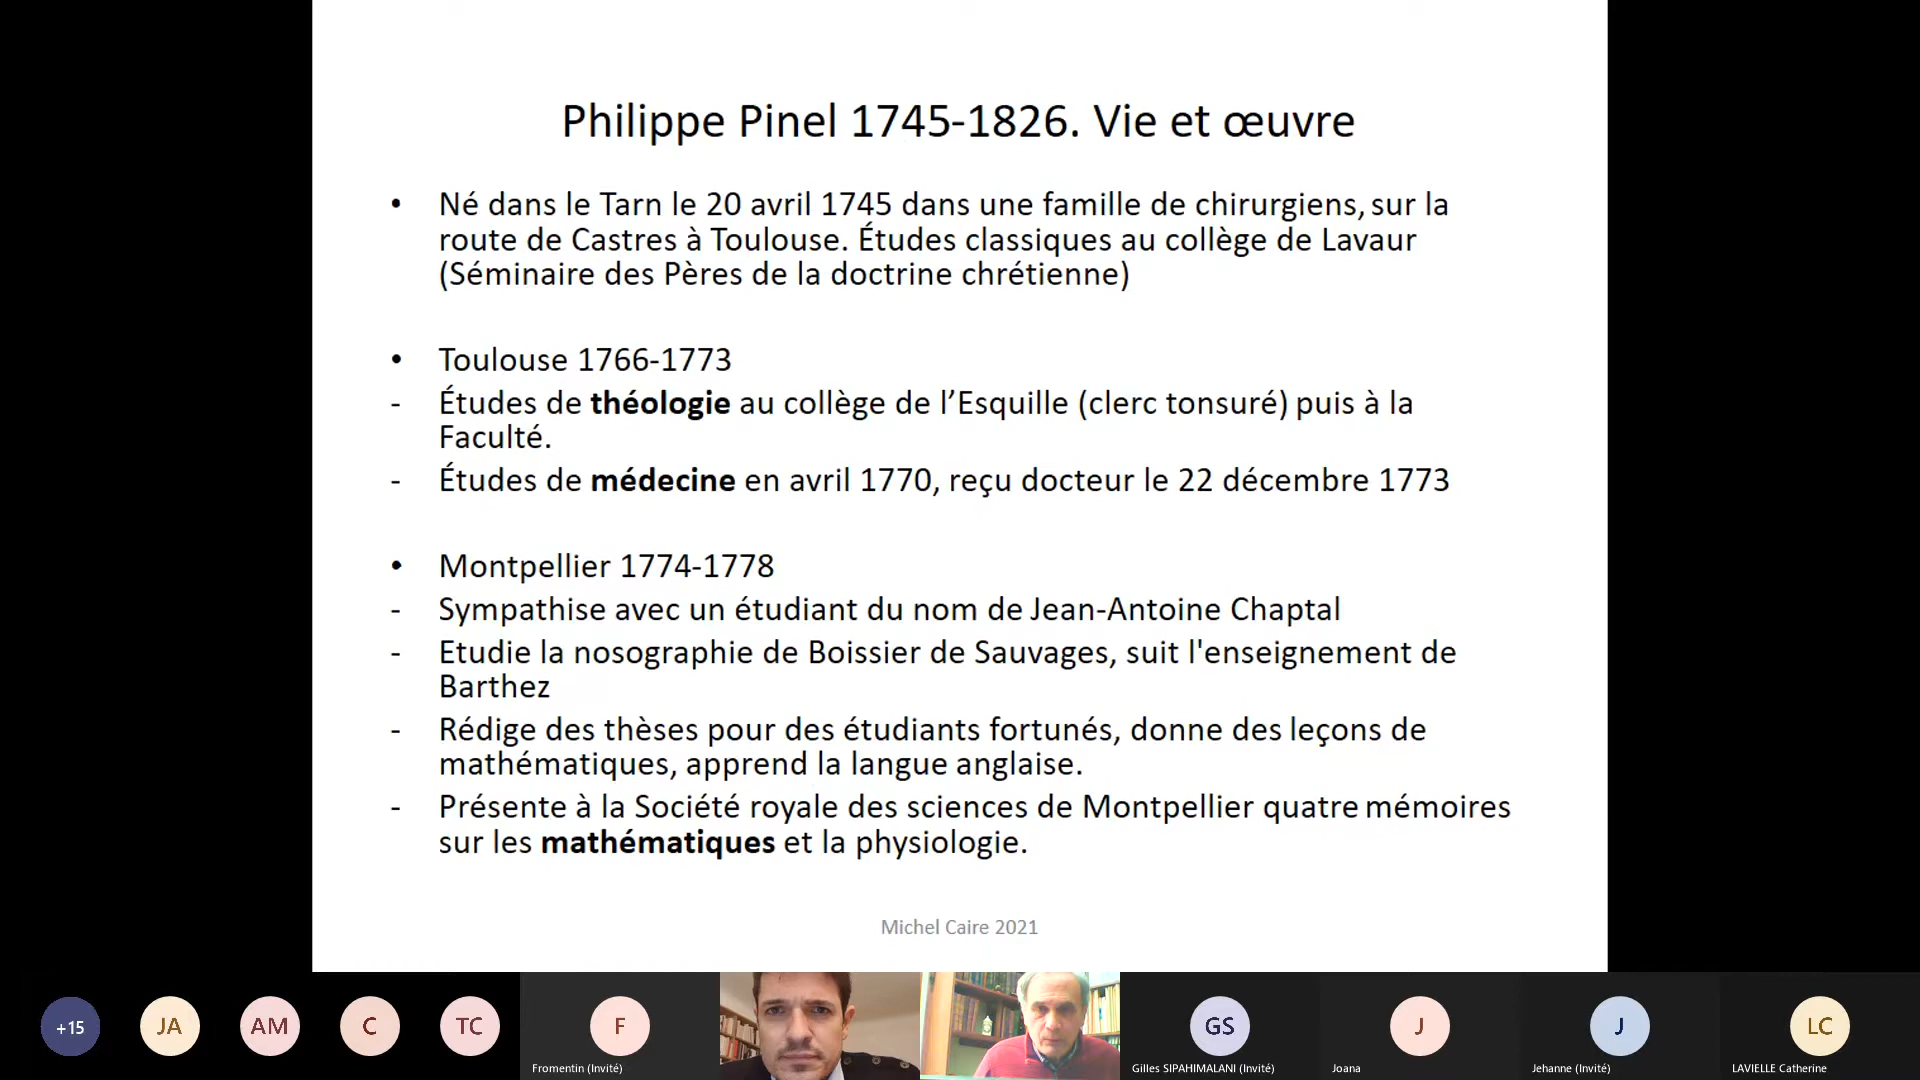 Philippe Pinel 1745-1826. Vie et œuvre
• Né dans le Tarn le 20 avril 1745 dans une famille de chirurgiens, sur la
route de Castres à Toulouse. Études classiques au collège de Lavaur
(Séminaire des Pères de la doctrine chrétienne)
• Toulouse 1766-1773
- Études de théologie au collège de l’Esquille (clerc tonsuré) puis à la
Faculté.
- Études de médecine en avril 1770, reçu docteur le 22 décembre 1773
• Montpellier 1774-1778
- Sympathise avec un étudiant du nom de Jean-Antoine Chaptal
- Etudie la nosographie de Boissier de Sauvages, suit l'enseignement de
Barthez
- Rédige des thèses pour des étudiants fortunés, donne des leçons de
mathématiques, apprend la langue anglaise.
- Présente à la Société royale des sciences de Montpellier quatre mémoires
sur les mathématiques et la physiologie.
Michel Caire 2021
+15
JA
AM
C
TC
F
Fromentin (Invité)
GS
Gilles SIPAHIMALANI (Invité)
J
Joana
J
Jehanne (Invité)
LC
LAVIELLE Catherine